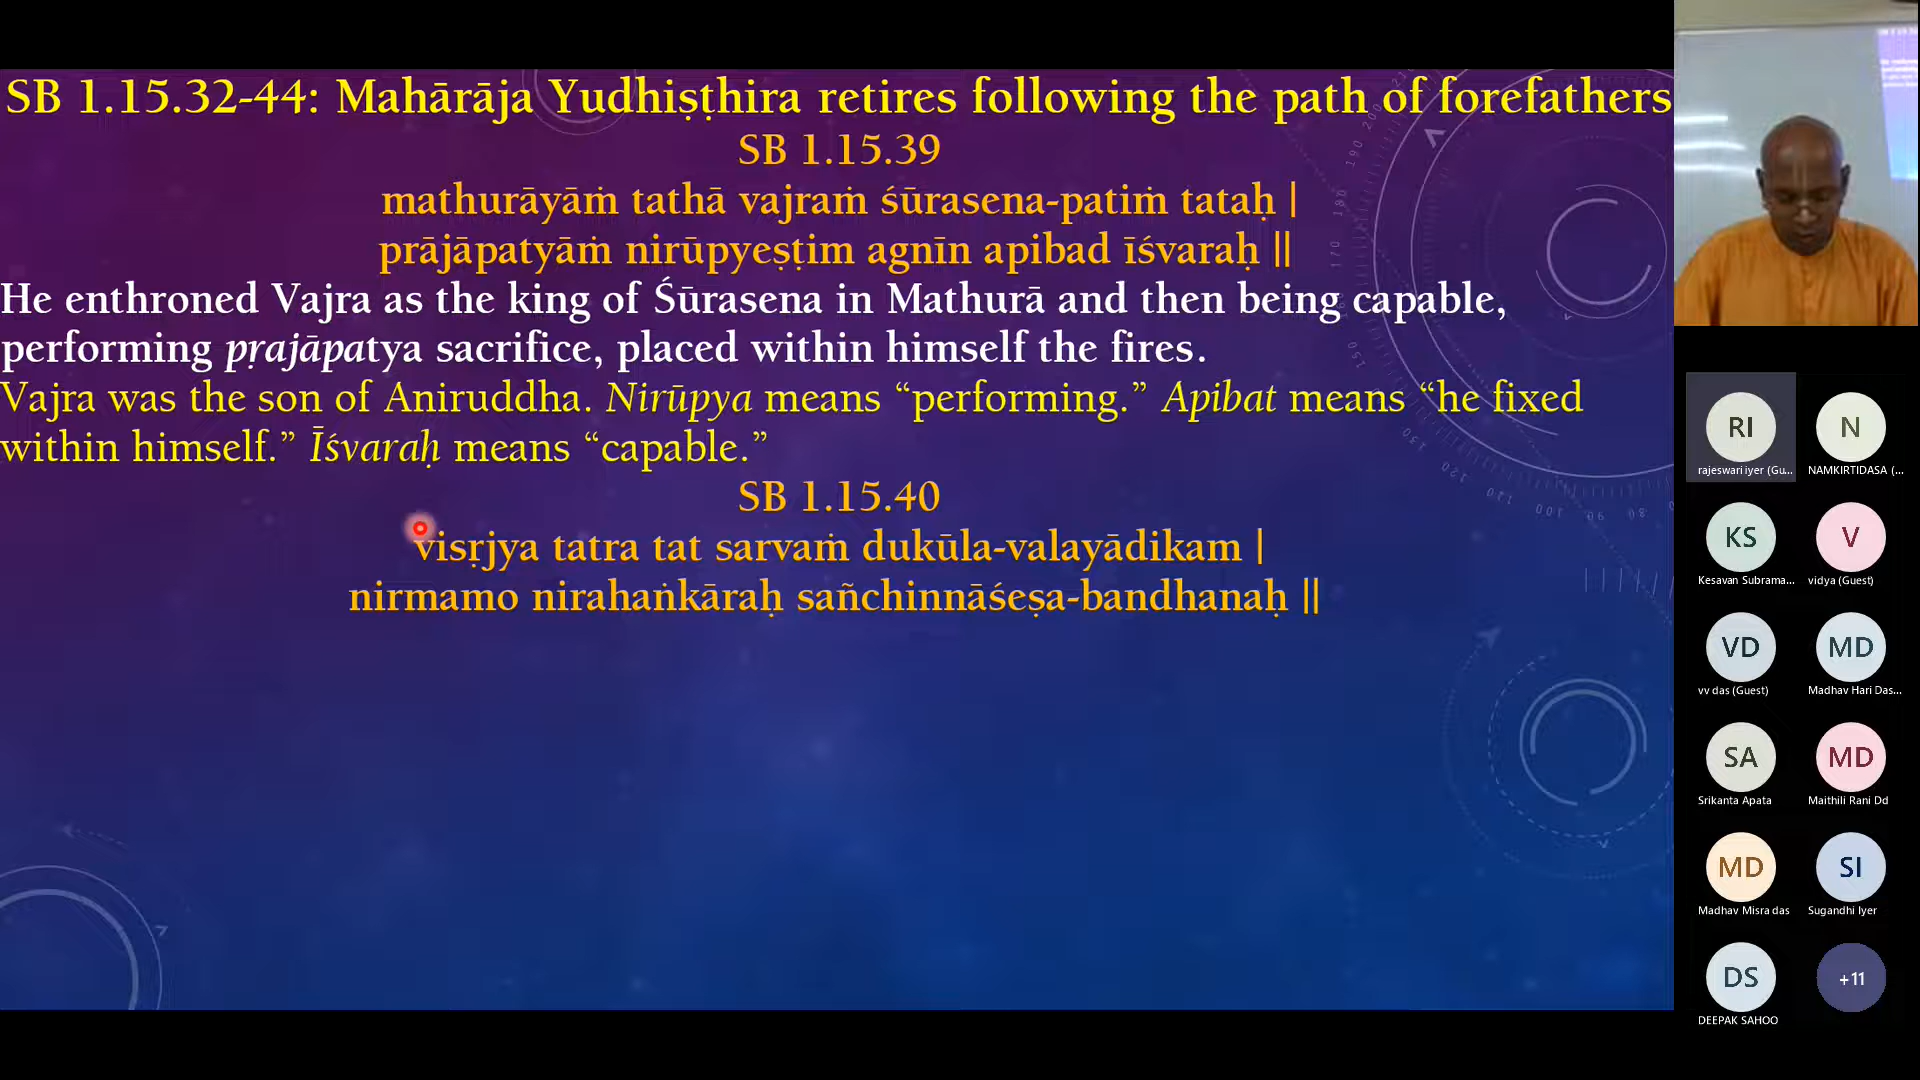 SB 1.15.32-44: Mahārāja Yudhiṣṭhira retires following the path of forefathers
SB 1.15.39
mathurāyāṁ tathā vajraṁ śūrasena-patiṁ tataḥ |
prājāpatyāṁ nirūpyeṣṭim agnīn apibad īśvaraḥ ||
He enthroned Vajra as the king of Śūrasena in Mathurā and then being capable,
performing pṛajāpatya sacrifice, placed within himself the fires.
Vajra was the son of Aniruddha. Nirūpya means “performing.” Apibat means “he fixed
within himself.” Īśvaraḥ means “capable.”
SB 1.15.40
visṛjya tatra tat sarvaṁ dukūla-valayādikam |
nirmamo nirahaṅkāraḥ sañchinnāśeṣa-bandhanaḥ ||
RI
N
rajeswari iyer (Gu...
NAMKIRTIDASA (...
KS
V
Kesavan Subrama...
vidya (Guest)
VD
MD
vv das (Guest)
Madhav Hari Das...
SA
MD
Srikanta Apata
Maithili Rani Dd
MD
SI
Madhav Misra das
Sugandhi Iyer
DS
+11
DEEPAK SAHOO